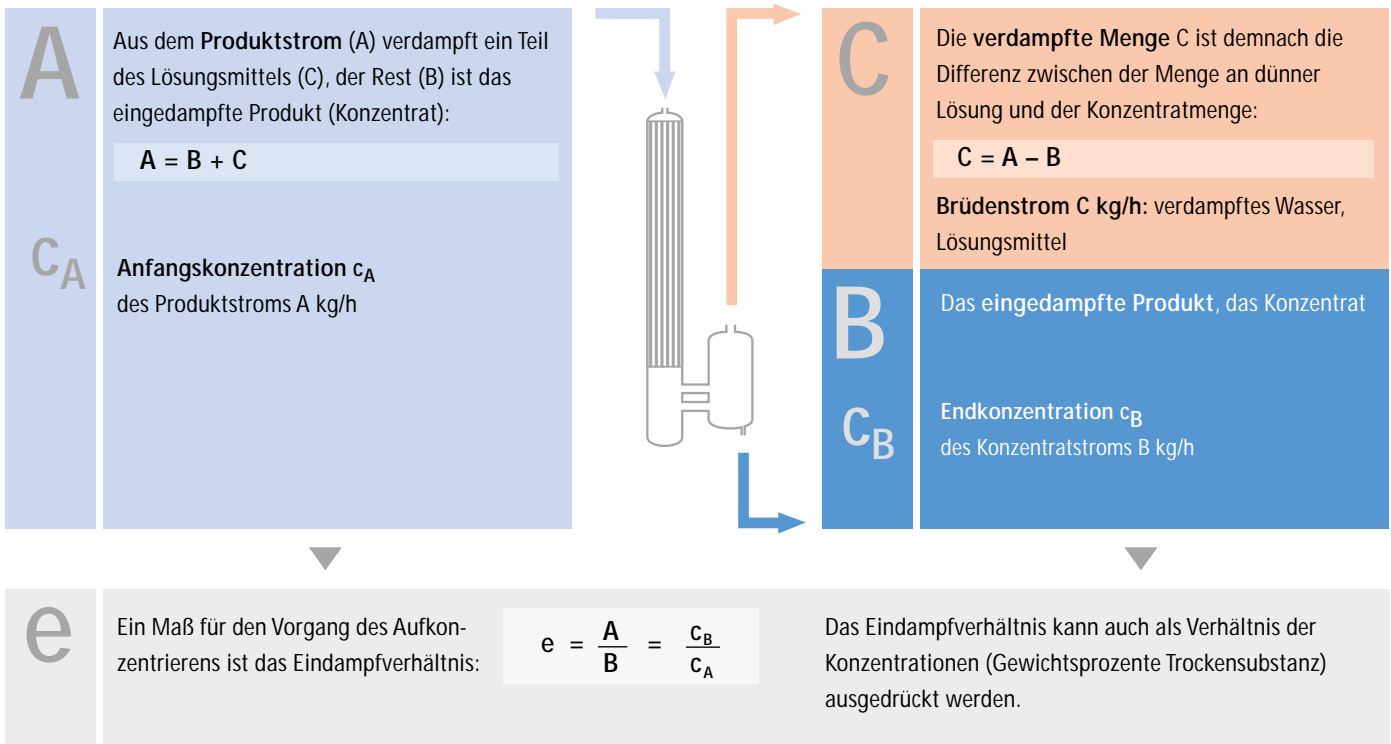 A
Aus dem Produktstrom (A) verdampft ein Teil
des Lösungsmittels (C), der Rest (B) ist das
eingedampfte Produkt (Konzentrat):
A = B + C
cA
Anfangskonzentration cA
des Produktstroms A kg/h
C
Die verdampfte Menge C ist demnach die
Differenz zwischen der Menge an dünner
Lösung und der Konzentratmenge:
C = A – B
Brüdenstrom C kg/h: verdampftes Wasser,
Lösungsmittel
B
Das eingedampfte Produkt, das Konzentrat
cB
Endkonzentration cB
des Konzentratstroms B kg/h
e
Ein Maß für den Vorgang des Aufkon-
zentrierens ist das Eindampfverhältnis:
e = A/B = cB/cA
Das Eindampfverhältnis kann auch als Verhältnis der
Konzentrationen (Gewichtsprozente Trockensubstanz)
ausgedrückt werden.